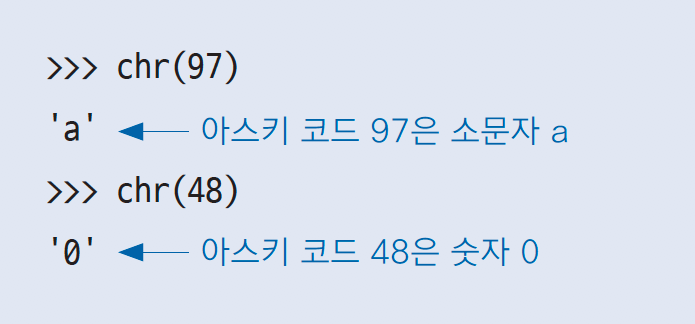 >>> chr(97)
'a' 아스키 코드 97은 소문자 a
>>> chr(48)
'0' 아스키 코드 48은 숫자 0